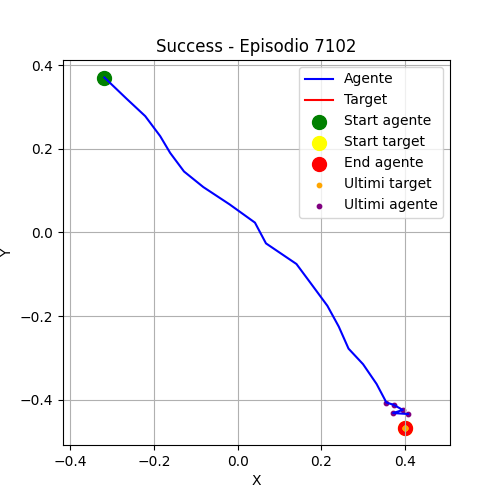 Success - Episodio 7102
Agente
Target
Start agente
Start target
End agente
Ultimi target
Ultimi agente
0.4
0.2
0.0
−0.2
−0.4
Y
−0.4
−0.2
0.0
0.2
0.4
X